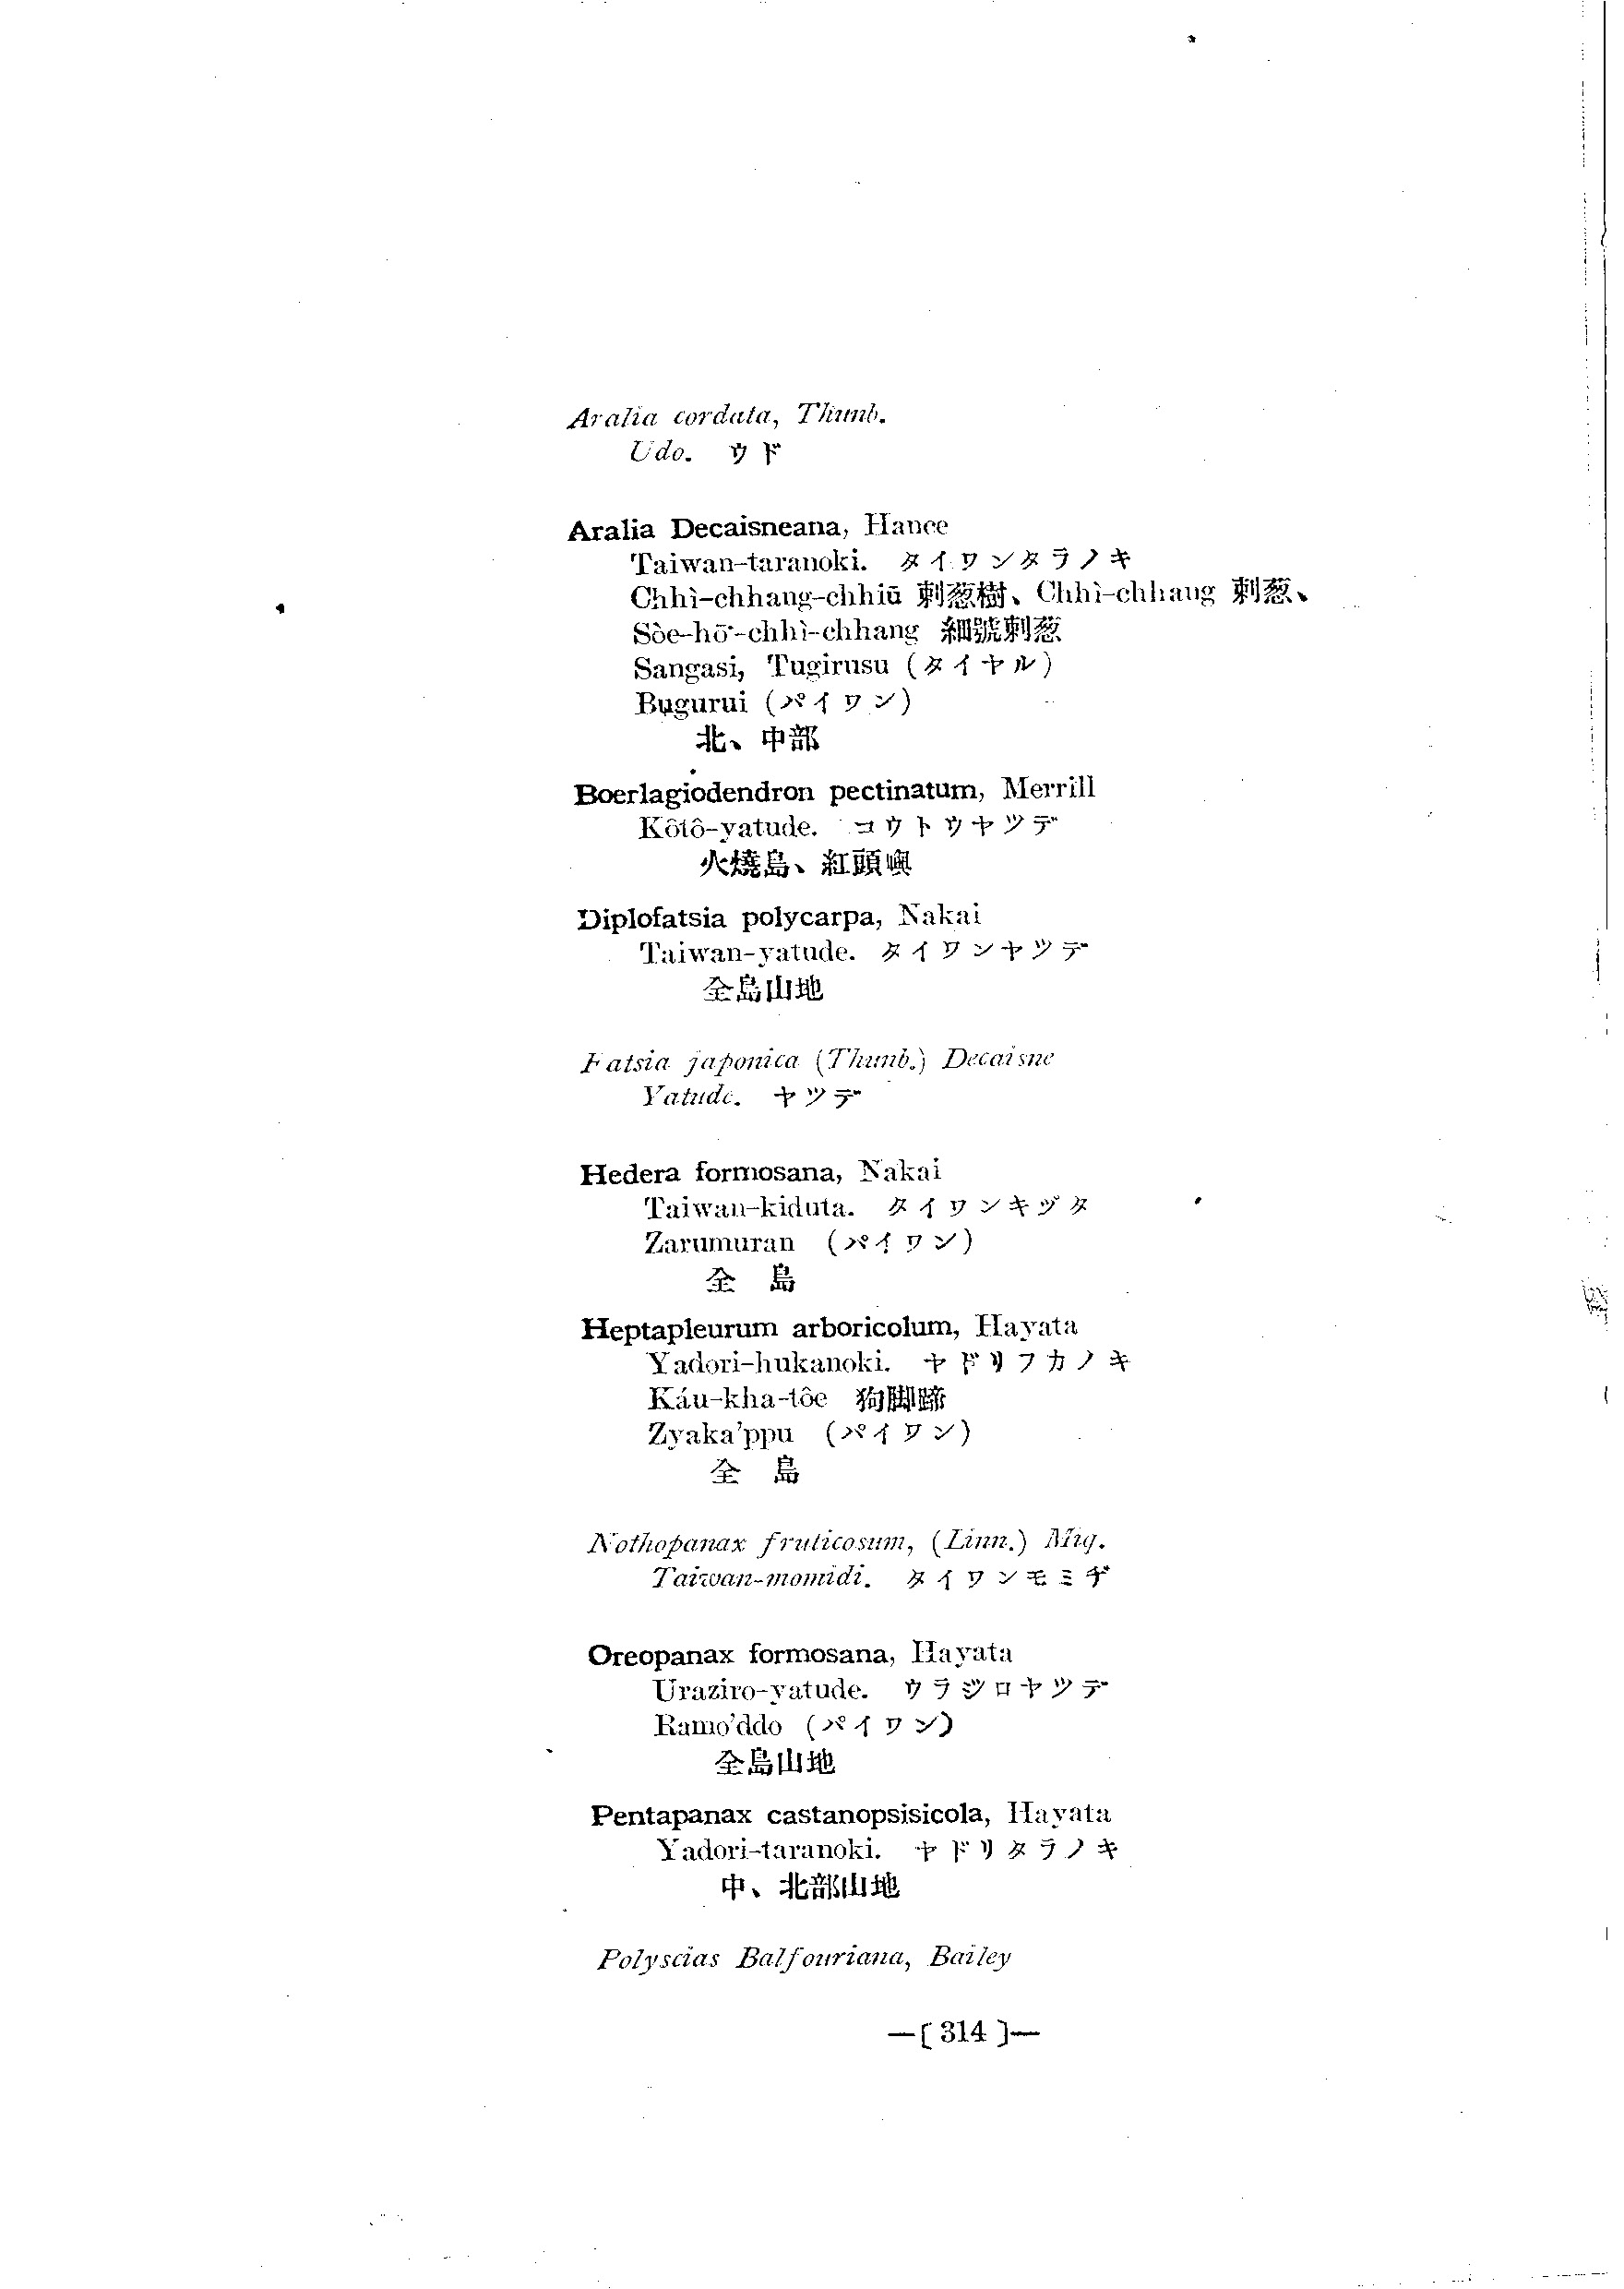 Aralia cordata, Thunb.
Udo. ウド
Aralia Decaisneana, Hance
Taiwan-taranoki. タイワンタラノキ
Chhì-chhang-chhiū 刺葱樹、Chhì-chhang 刺葱、
Sòe-hō-chhì-chhang 細號刺葱
Sangasi, Tugirusu (タイヤル)
Bugurui (パイワン)
北、中部
Boerlagiodendron pectinatum, Merrill
Kôtô-yatude. コウトウヤツデ
火燒島、紅頭嶼
Diplofatsia polycarpa, Nakai
Taiwan-yatude. タイワンヤツデ
全島山地
Fatsia japonica (Thunb.) Decaisne
Yatude. ヤツデ
Hedera formosana, Nakai
Taiwan-kiduta. タイワンキヅタ
Zarumuran (パイワン)
全 島
Heptapleurum arboricolum, Hayata
Yadori-hukanoki. ヤドリフカノキ
Káu-kha-tôe 狗脚蹄
Zyaka'ppu (パイワン)
全 島
Nothopanax fruticosum, (Linn.) Miq.
Taiwan-momidi. タイワンモミヂ
Oreopanax formosana, Hayata
Uraziro-yatude. ウラジロヤツデ
Ramo'ddo (パイワン)
全島山地
Pentapanax castanopsisicola, Hayata
Yadori-taranoki. ヤドリタラノキ
中、北部山地
Polyscias Balfouriana, Bailey
—[ 314 ]—